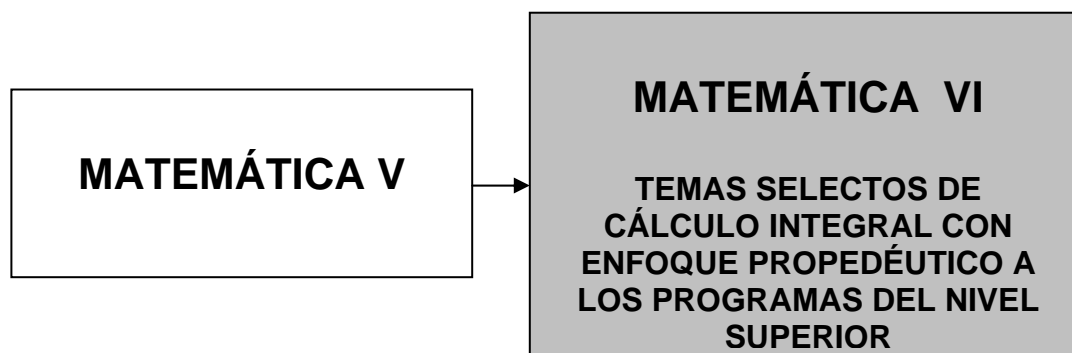 MATEMÁTICA V
MATEMÁTICA VI
TEMAS SELECTOS DE
CÁLCULO INTEGRAL CON
ENFOQUE PROPEDÉUTICO A
LOS PROGRAMAS DEL NIVEL
SUPERIOR